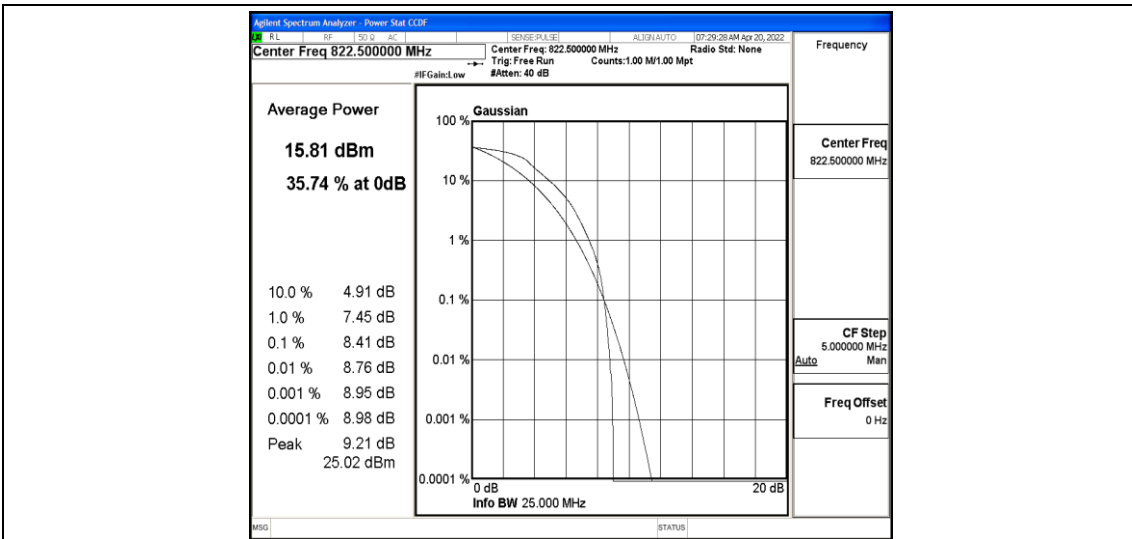 Agilent Spectrum Analyzer - Power Stat CCDF
LXI RL RF 50 Ω AC SENSE:PULSE ALIGN AUTO 07:29:28 AM Apr 20, 2022
Center Freq 822.500000 MHz
Center Freq: 822.500000 MHz Radio Std: None
Trig: Free Run Counts:1.00 M/1.00 Mpt
#IFGain:Low #Atten: 40 dB
Frequency
Average Power
15.81 dBm
35.74 % at 0dB
10.0 % 4.91 dB
1.0 % 7.45 dB
0.1 % 8.41 dB
0.01 % 8.76 dB
0.001 % 8.95 dB
0.0001 % 8.98 dB
Peak 9.21 dB
25.02 dBm
Gaussian
100 %
10 %
1 %
0.1 %
0.01 %
0.001 %
0.0001 %
0 dB 20 dB
Info BW 25.000 MHz
Center Freq
822.500000 MHz
CF Step
5.000000 MHz
Auto Man
Freq Offset
0 Hz
MSG STATUS